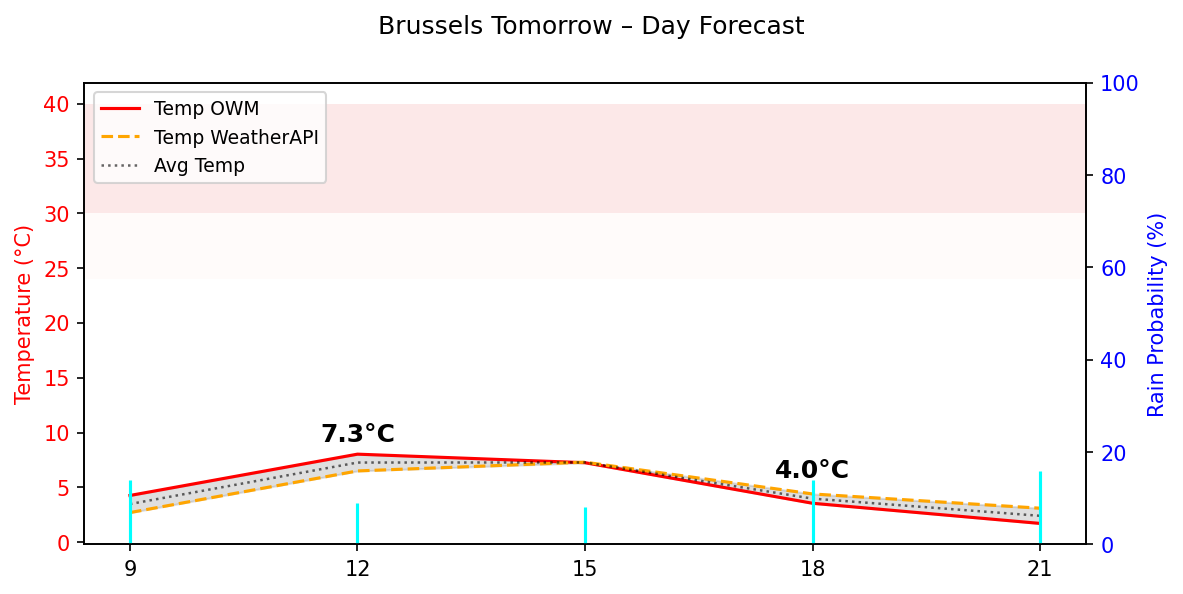 Brussels Tomorrow – Day Forecast
Temp OWM
Temp WeatherAPI
Avg Temp
Temperature (°C)
40
35
30
25
20
15
10
5
0
7.3°C
4.0°C
100
80
60
40
20
0
Rain Probability (%)
9
12
15
18
21